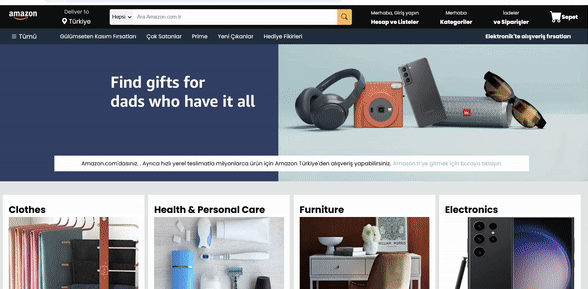 amazon
Deliver to
Türkiye
Hepsi
Ara Amazon.com.tr
Merhaba, Giriş yapın
Hesap ve Listeler
Merhaba
Kategoriler
İadeler
ve Siparişler
Sepet
Tümü
Gülümseten Kasım Fırsatları
Çok Satanlar
Prime
Yeni Çıkanlar
Hediye Fikirleri
Elektronik'te alışveriş fırsatları
Find gifts for
dads who have it all
JBL
Amazon.com'dasınız. . Ayrıca hızlı yerel teslimatla milyonlarca ürün için Amazon Türkiye'den alışveriş yapabilirsiniz. Amazon.tr'ye gitmek için buraya tıklayın.
Clothes
Health & Personal Care
Furniture
Electronics